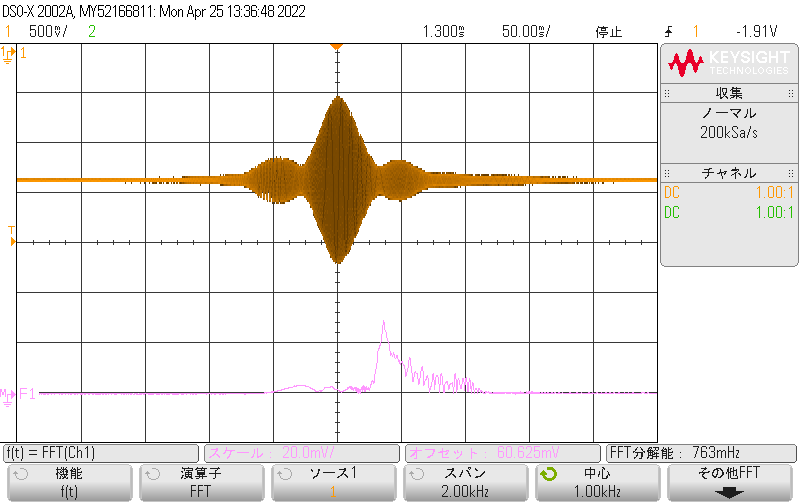 DSO-X 2002A, MY52166811: Mon Apr 25 13:36:48 2022
1 500mV/ 2 1.300ms 50.00ms/ 停止 1 -1.91V
1
KEYSIGHT
TECHNOLOGIES
収集
ノーマル
200kSa/s
チャネル
DC 1.00:1
DC 1.00:1
T
M F1
f(t) = FFT(Ch1) スケール: 20.0mV/ オフセット: 60.625mV FFT分解能: 763mHz
機能
f(t)
演算子
FFT
ソース1
1
スパン
2.00kHz
中心
1.00kHz
その他FFT